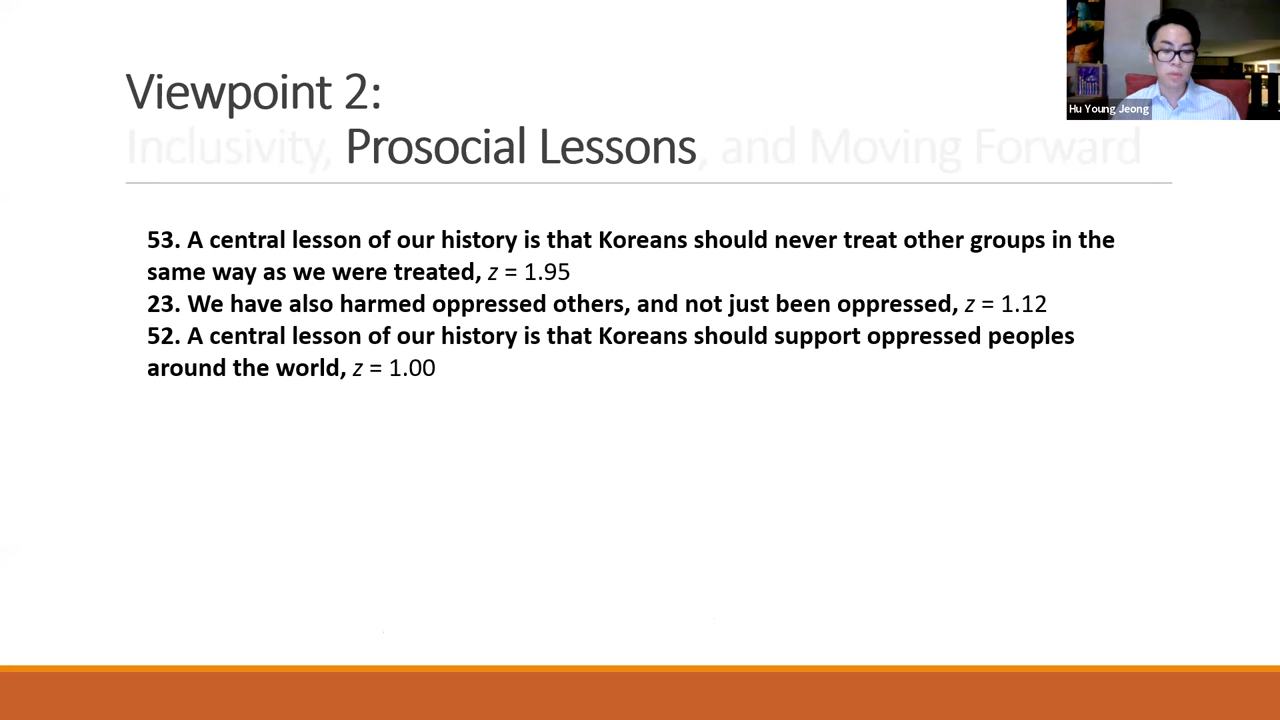 Viewpoint 2:
Inclusivity, Prosocial Lessons, and Moving Forward
Hu Young Jeong
53. A central lesson of our history is that Koreans should never treat other groups in the
same way as we were treated, z = 1.95
23. We have also harmed oppressed others, and not just been oppressed, z = 1.12
52. A central lesson of our history is that Koreans should support oppressed peoples
around the world, z = 1.00